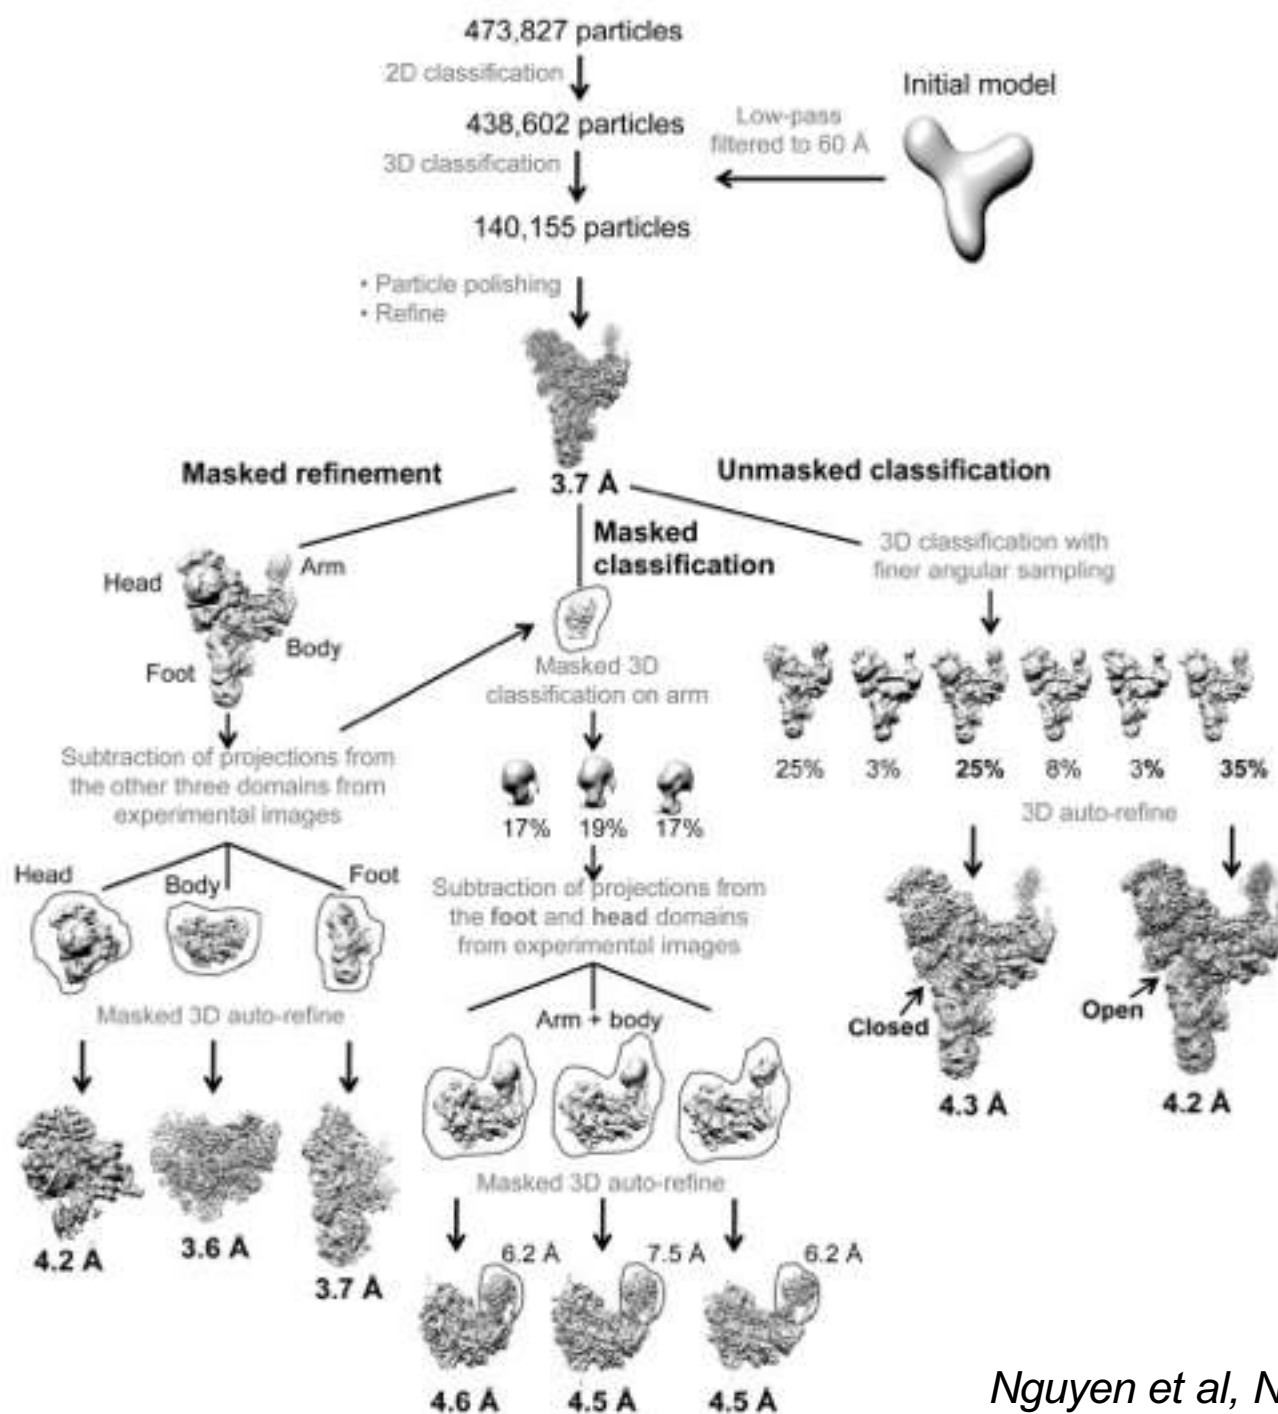 473,827 particles
2D classification
438,602 particles
3D classification
140,155 particles
Initial model
Low-pass
filtered to 60 Å
• Particle polishing
• Refine
3.7 Å
Masked refinement
Head
Arm
Body
Foot
Subtraction of projections from
the other three domains from
experimental images
Head
Body
Foot
Masked 3D auto-refine
4.2 Å
3.6 Å
3.7 Å
Masked
classification
Masked 3D
classification on arm
17%
19%
17%
Subtraction of projections from
the foot and head domains
from experimental images
Arm + body
Masked 3D auto-refine
6.2 Å
7.5 Å
6.2 Å
4.6 Å
4.5 Å
4.5 Å
Unmasked classification
3D classification with
finer angular sampling
25%
3%
25%
8%
3%
35%
3D auto-refine
Closed
Open
4.3 Å
4.2 Å
Nguyen et al, N